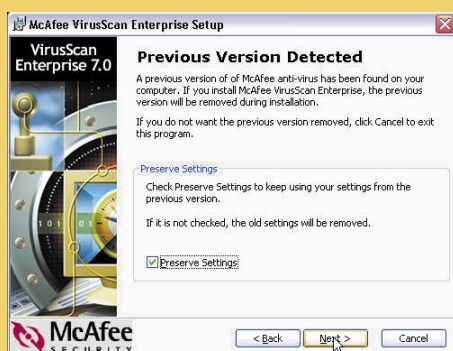 McAfee VirusScan Enterprise Setup
VirusScan
Enterprise 7.0
Previous Version Detected
A previous version of of McAfee anti-virus has been found on your
computer. If you install McAfee VirusScan Enterprise, the previous
version will be removed during installation.
If you do not want the previous version removed, click Cancel to exit
this program.
Preserve Settings
Check Preserve Settings to keep using your settings from the
previous version.
If it is not checked, the old settings will be removed.
Preserve Settings
McAfee
SECURITY
< Back
Next >
Cancel